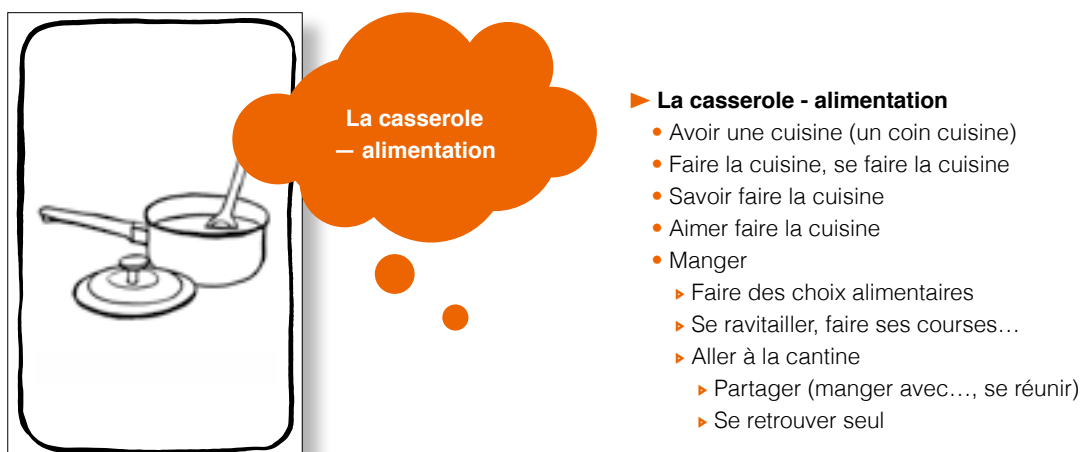 La casserole
— alimentation
► La casserole - alimentation
• Avoir une cuisine (un coin cuisine)
• Faire la cuisine, se faire la cuisine
• Savoir faire la cuisine
• Aimer faire la cuisine
• Manger
▸ Faire des choix alimentaires
▸ Se ravitailler, faire ses courses…
▸ Aller à la cantine
▸ Partager (manger avec…, se réunir)
▸ Se retrouver seul